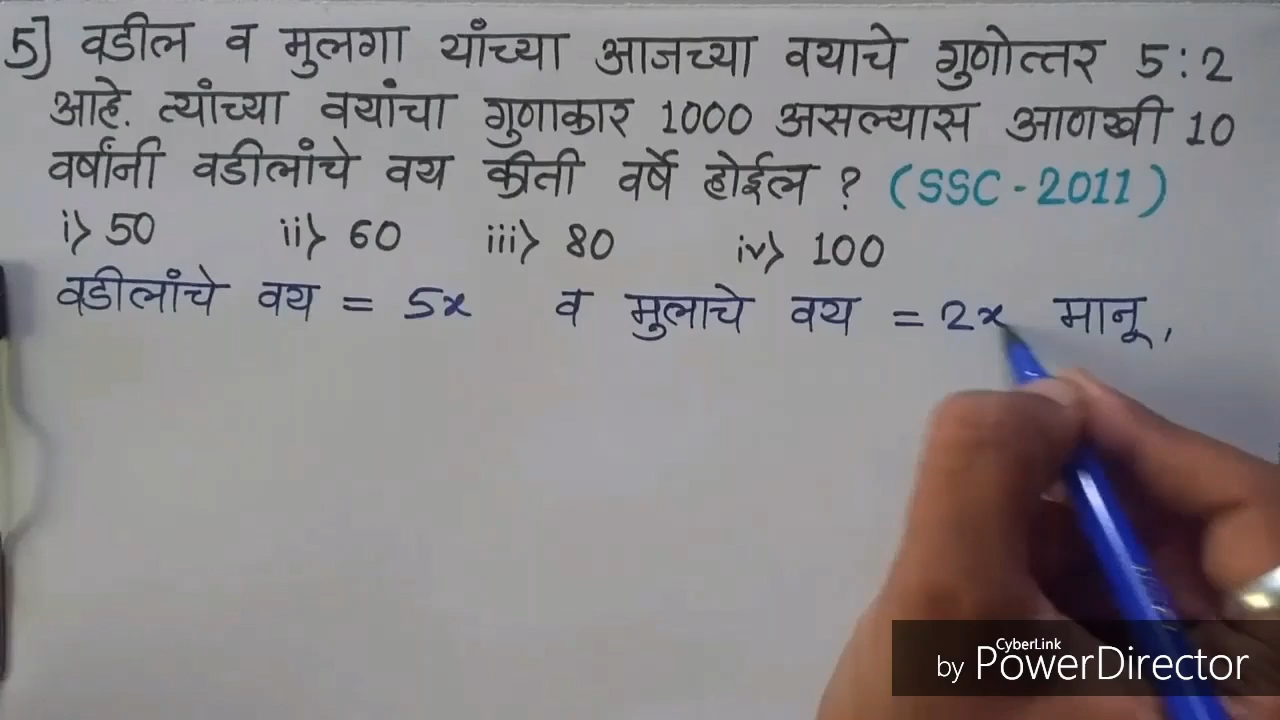 5] वडील व मुलगा यांच्या आजच्या वयाचे गुणोत्तर 5:2
आहे. त्यांच्या वयांचा गुणाकार 1000 असल्यास आणखी 10
वर्षांनी वडीलांचे वय कीती वर्षे होईल ? (SSC - 2011)
i> 50 ii> 60 iii> 80 iv> 100
वडीलांचे वय = 5x व मुलाचे वय = 2x मानू,
CyberLink
by PowerDirector